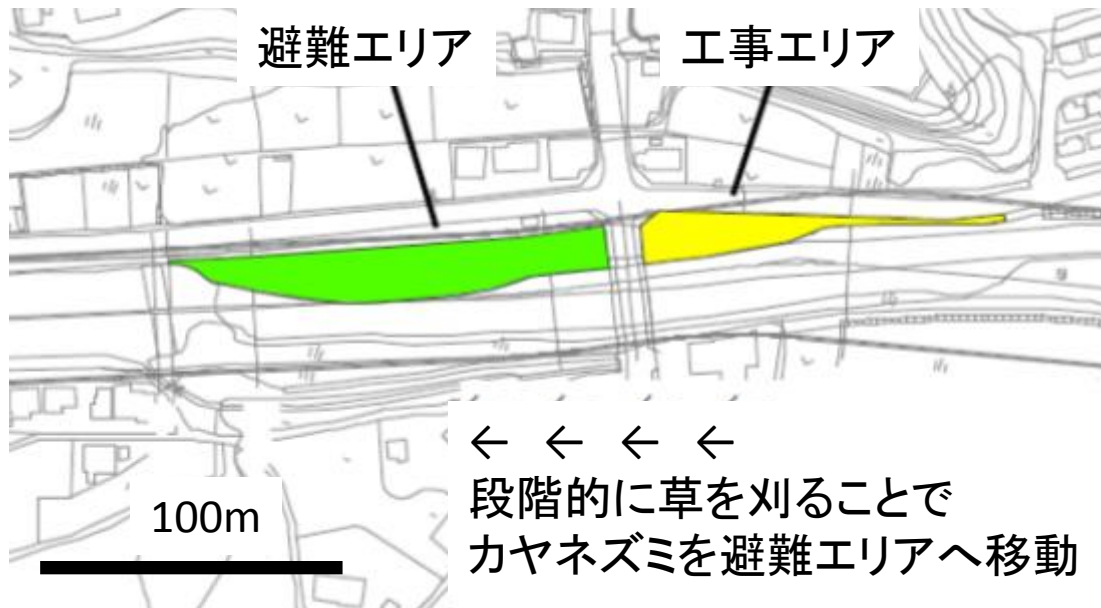 避難エリア
工事エリア
← ← ← ←
段階的に草を刈ることで
カヤネズミを避難エリアへ移動
100m